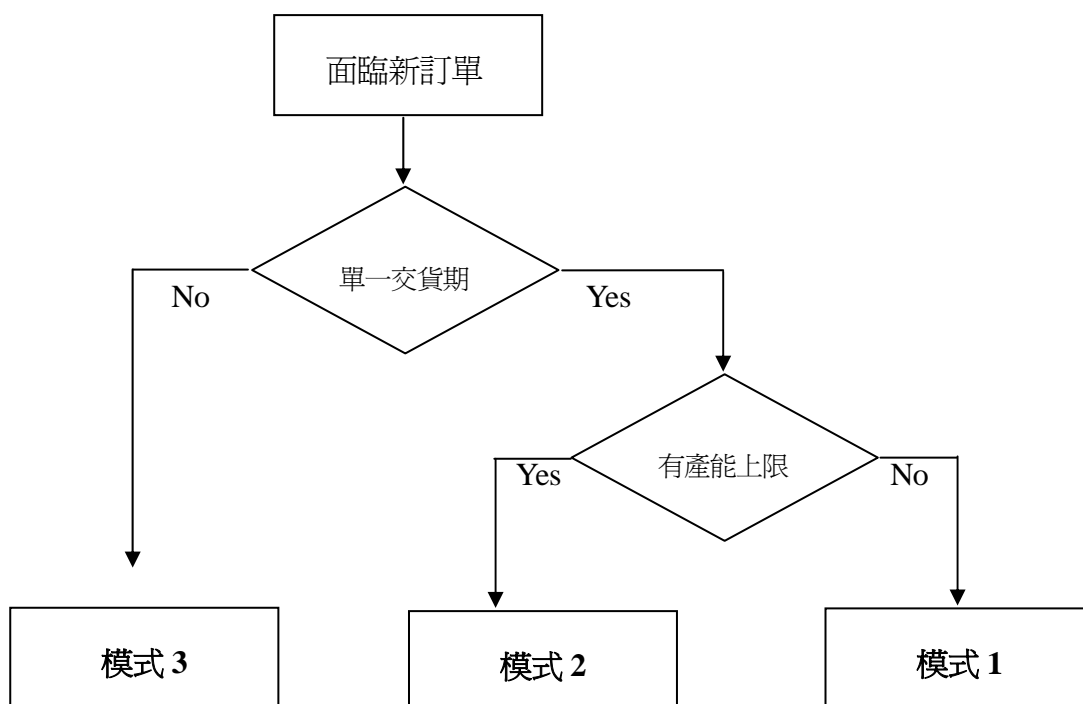 面臨新訂單
單一交貨期
No
Yes
有產能上限
Yes
No
模式 3
模式 2
模式 1